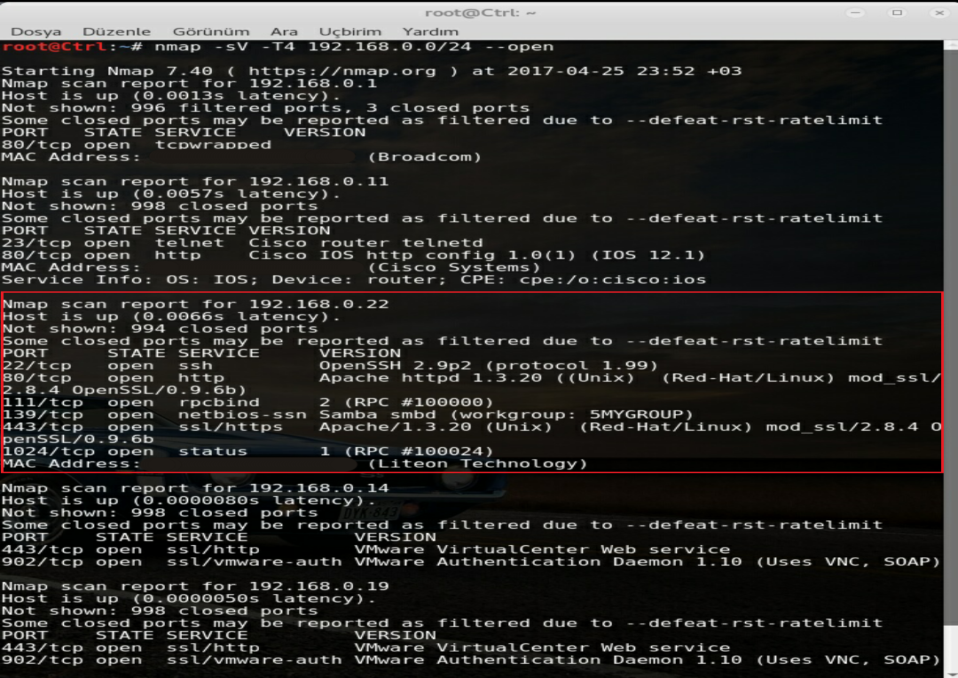 root@Ctrl: ~
Dosya Düzenle Görünüm Ara Uçbirim Yardım
root@Ctrl:~# nmap -sV -T4 192.168.0.0/24 --open
Starting Nmap 7.40 ( https://nmap.org ) at 2017-04-25 23:52 +03
Nmap scan report for 192.168.0.1
Host is up (0.0013s latency).
Not shown: 996 filtered ports, 3 closed ports
Some closed ports may be reported as filtered due to --defeat-rst-ratelimit
PORT STATE SERVICE VERSION
80/tcp open tcpwrapped
MAC Address: (Broadcom)
Nmap scan report for 192.168.0.11
Host is up (0.0057s latency).
Not shown: 998 closed ports
Some closed ports may be reported as filtered due to --defeat-rst-ratelimit
PORT STATE SERVICE VERSION
23/tcp open telnet Cisco router telnetd
80/tcp open http Cisco IOS http config 1.0(1) (IOS 12.1)
MAC Address: (Cisco Systems)
Service Info: OS: IOS; Device: router; CPE: cpe:/o:cisco:ios
Nmap scan report for 192.168.0.22
Host is up (0.0066s latency).
Not shown: 994 closed ports
Some closed ports may be reported as filtered due to --defeat-rst-ratelimit
PORT STATE SERVICE VERSION
22/tcp open ssh OpenSSH 2.9p2 (protocol 1.99)
80/tcp open http Apache httpd 1.3.20 ((Unix) (Red-Hat/Linux) mod_ssl/
2.8.4 OpenSSL/0.9.6b)
111/tcp open rpcbind 2 (RPC #100000)
139/tcp open netbios-ssn Samba smbd (workgroup: 5MYGROUP)
443/tcp open ssl/https Apache/1.3.20 (Unix) (Red-Hat/Linux) mod_ssl/2.8.4 O
penSSL/0.9.6b
1024/tcp open status 1 (RPC #100024)
MAC Address: (Liteon Technology)
Nmap scan report for 192.168.0.14
Host is up (0.0000080s latency).
Not shown: 998 closed ports
Some closed ports may be reported as filtered due to --defeat-rst-ratelimit
PORT STATE SERVICE VERSION
443/tcp open ssl/http VMware VirtualCenter Web service
902/tcp open ssl/vmware-auth VMware Authentication Daemon 1.10 (Uses VNC, SOAP)
Nmap scan report for 192.168.0.19
Host is up (0.0000050s latency).
Not shown: 998 closed ports
Some closed ports may be reported as filtered due to --defeat-rst-ratelimit
PORT STATE SERVICE VERSION
443/tcp open ssl/http VMware VirtualCenter Web service
902/tcp open ssl/vmware-auth VMware Authentication Daemon 1.10 (Uses VNC, SOAP)